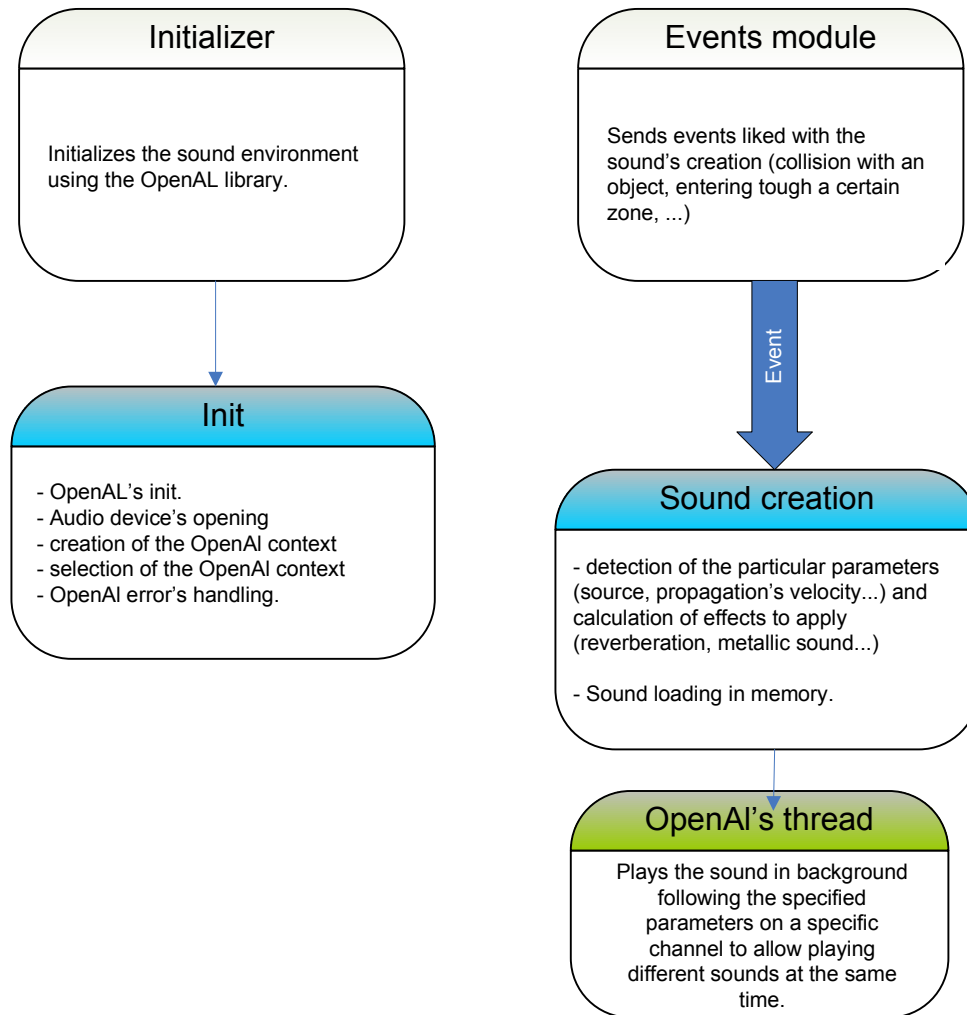 Initializer
Initializes the sound environment
using the OpenAL library.
Events module
Sends events liked with the
sound's creation (collision with an
object, entering tough a certain
zone, ...)
Event
Init
- OpenAL's init.
- Audio device's opening
- creation of the OpenAl context
- selection of the OpenAl context
- OpenAl error's handling.
Sound creation
- detection of the particular parameters
(source, propagation's velocity...) and
calculation of effects to apply
(reverberation, metallic sound...)
- Sound loading in memory.
OpenAl's thread
Plays the sound in background
following the specified
parameters on a specific
channel to allow playing
different sounds at the same
time.